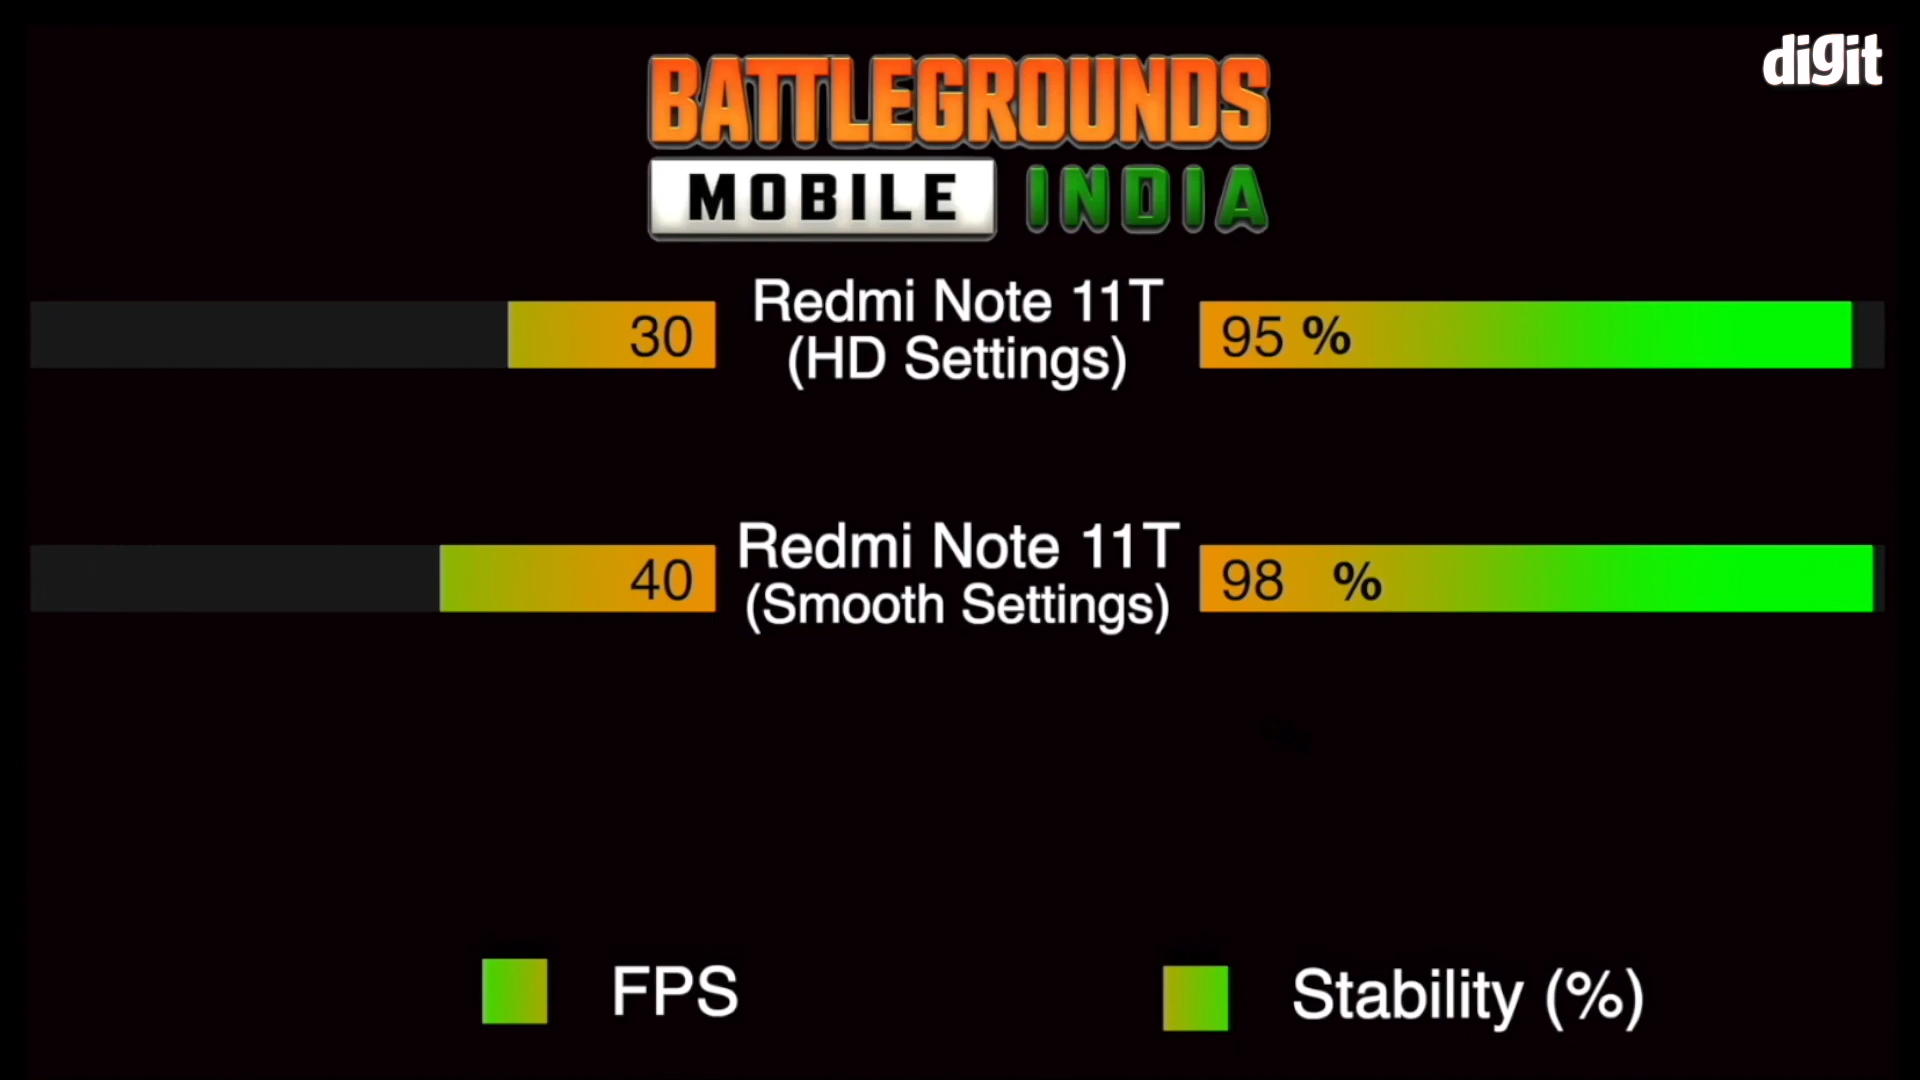 digit
BATTLEGROUNDS
MOBILE INDIA
30
Redmi Note 11T
(HD Settings)
95 %
40
Redmi Note 11T
(Smooth Settings)
98 %
FPS
Stability (%)